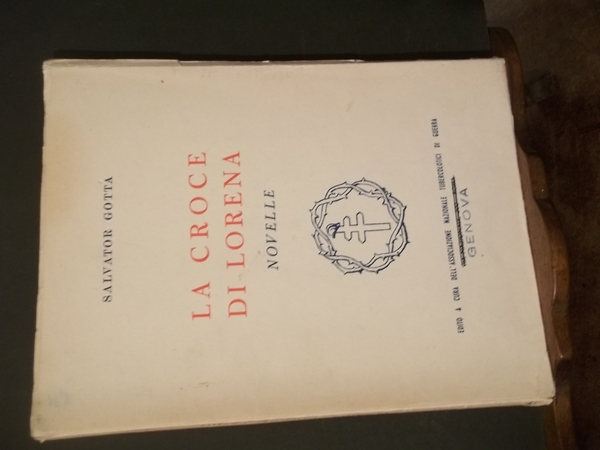 SALVATOR GOTTA
LA CROCE
DI LORENA
NOVELLE
EDITO A CURA DELL'ASSOCIAZIONE NAZIONALE TUBERCOLOTICI DI GUERRA
GENOVA